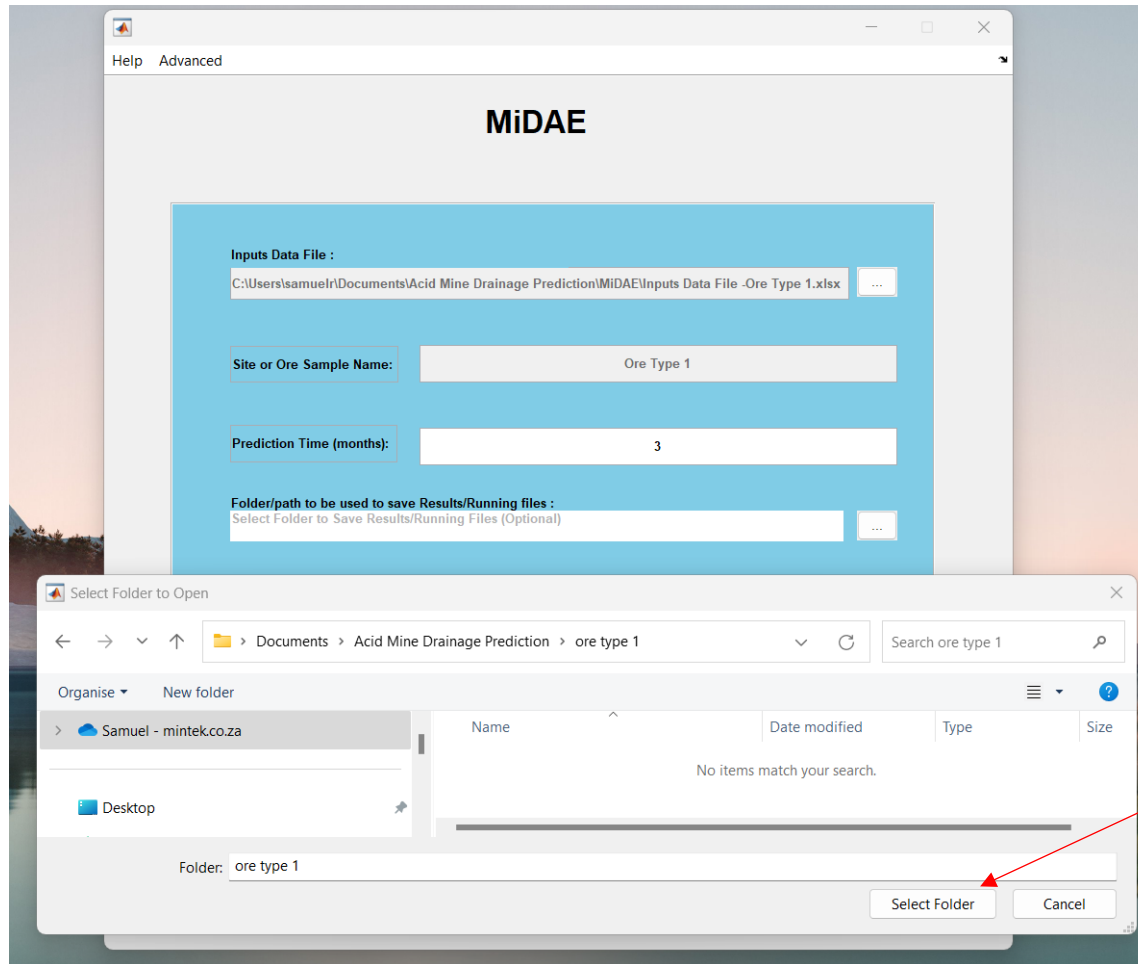 Help Advanced
MiDAE
Inputs Data File :
C:\Users\samuelr\Documents\Acid Mine Drainage Prediction\MiDAE\Inputs Data File -Ore Type 1.xlsx ...
Site or Ore Sample Name: Ore Type 1
Prediction Time (months): 3
Folder/path to be used to save Results/Running files :
Select Folder to Save Results/Running Files (Optional) ...
Select Folder to Open
Documents > Acid Mine Drainage Prediction > ore type 1 Search ore type 1
Organise New folder ?
Samuel - mintek.co.za Name Date modified Type Size
No items match your search.
Desktop
Folder: ore type 1
Select Folder Cancel